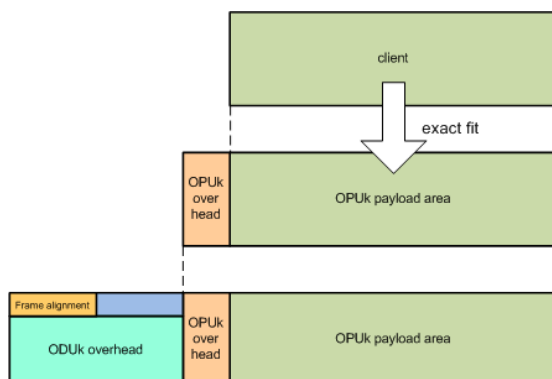 client
exact fit
OPUk
over
head
OPUk payload area
Frame alignment
ODUk overhead
OPUk
over
head
OPUk payload area